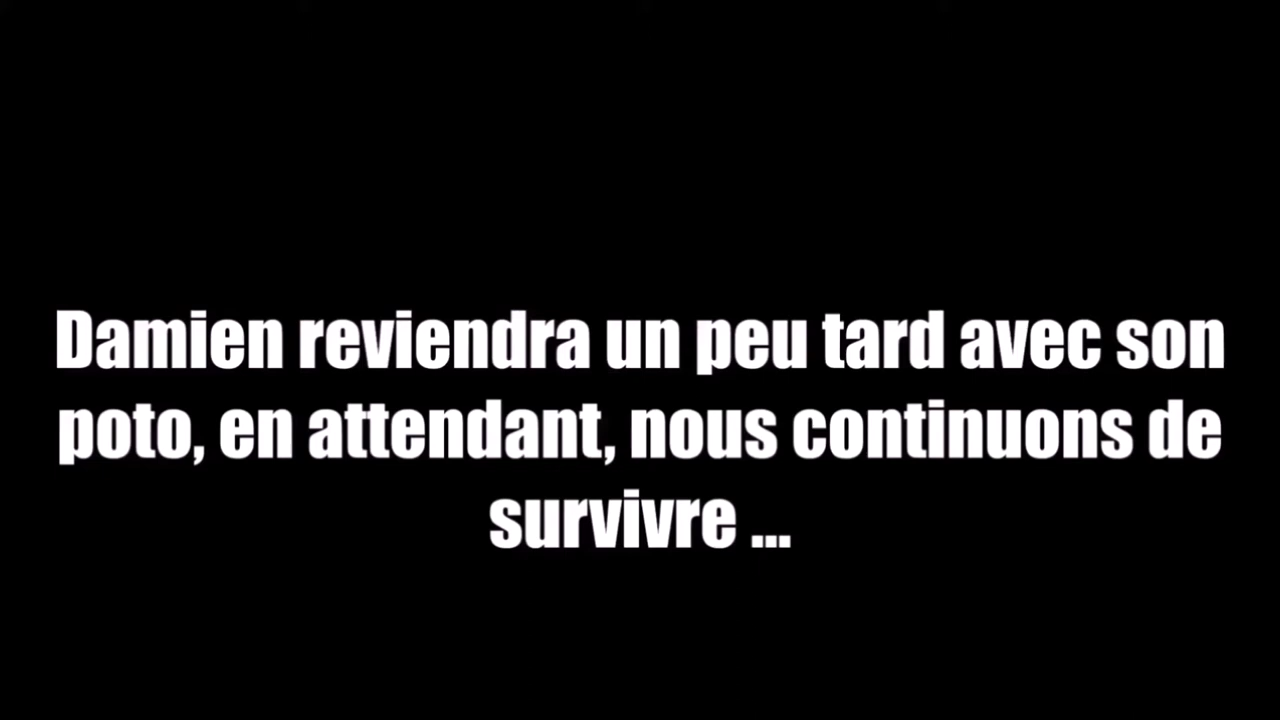 Damien reviendra un peu tard avec son
poto, en attendant, nous continuons de
survivre ...